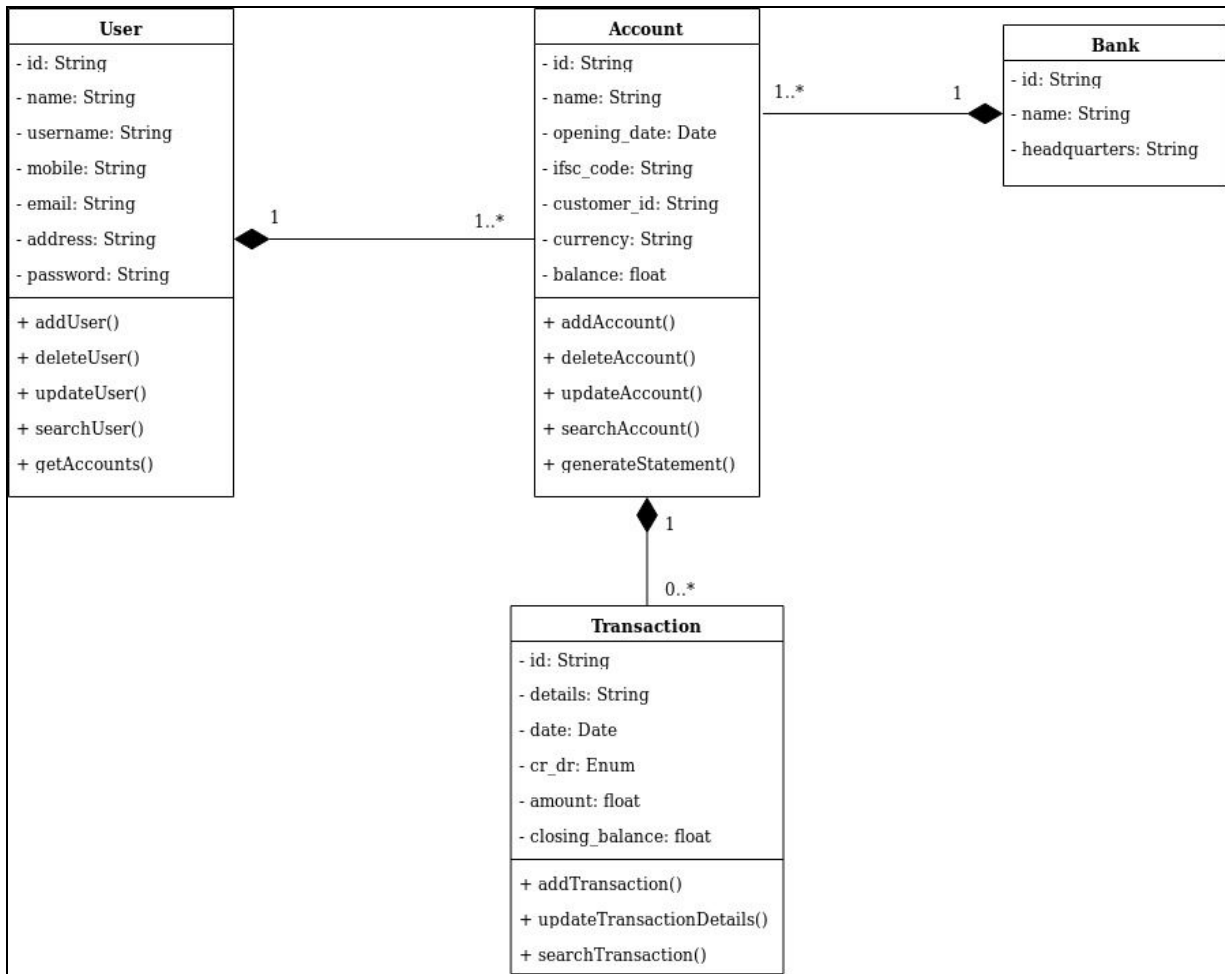 User
- id: String
- name: String
- username: String
- mobile: String
- email: String
- address: String
- password: String
+ addUser()
+ deleteUser()
+ updateUser()
+ searchUser()
+ getAccounts()
1
1..*
Account
- id: String
- name: String
- opening_date: Date
- ifsc_code: String
- customer_id: String
- currency: String
- balance: float
+ addAccount()
+ deleteAccount()
+ updateAccount()
+ searchAccount()
+ generateStatement()
1..*
1
Bank
- id: String
- name: String
- headquarters: String
1
0..*
Transaction
- id: String
- details: String
- date: Date
- cr_dr: Enum
- amount: float
- closing_balance: float
+ addTransaction()
+ updateTransactionDetails()
+ searchTransaction()